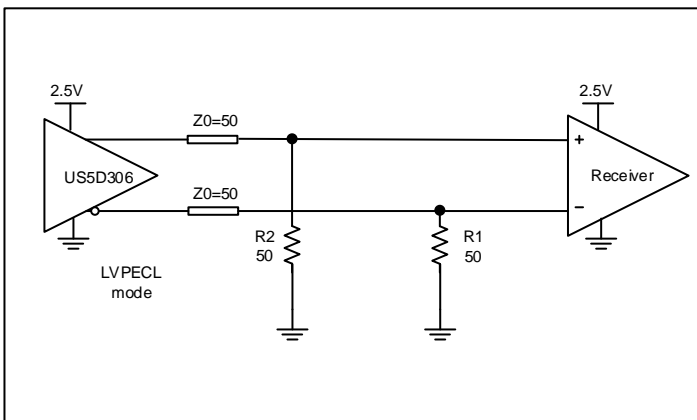 2.5V
2.5V
Z0=50
+
US5D306
Receiver
Z0=50
−
R2
50
R1
50
LVPECL
mode